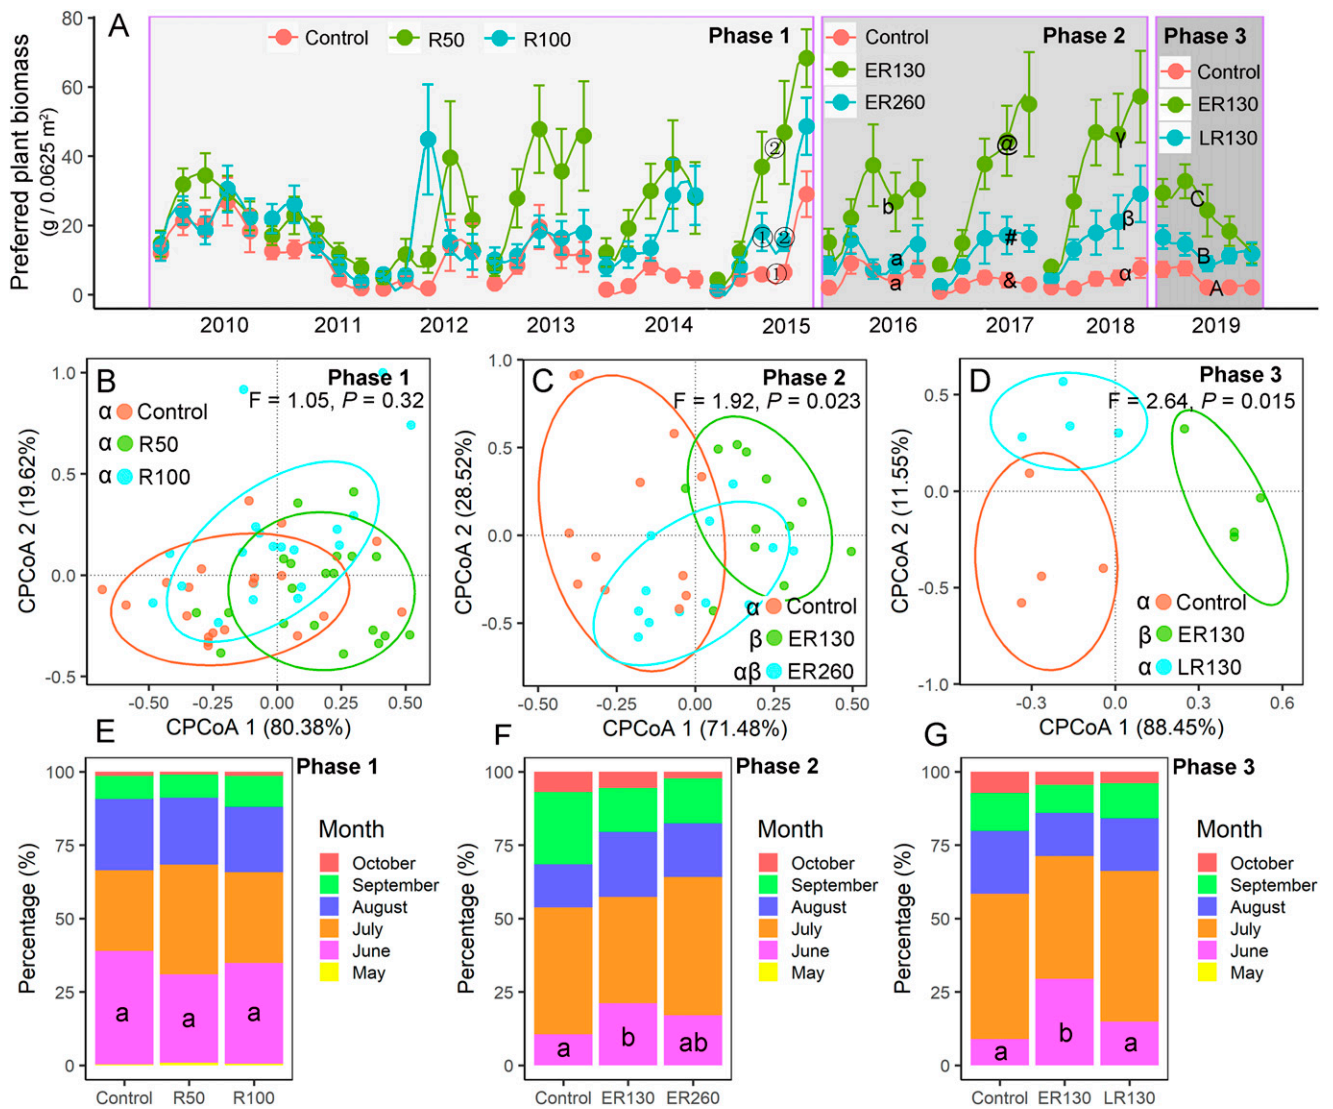 A
Preferred plant biomass
(g / 0.0625 m²)
80
60
40
20
0
Control
R50
R100
Phase 1
Control
ER130
ER260
Phase 2
Phase 3
Control
ER130
LR130
②
①
②
①
b
a
a
@
#
&
γ
β
α
C
B
A
2010
2011
2012
2013
2014
2015
2016
2017
2018
2019
B
Phase 1
F = 1.05, P = 0.32
α Control
α R50
α R100
CPCoA 2 (19.62%)
1.0
0.5
0.0
-0.5
-0.50
-0.25
0.00
0.25
0.50
CPCoA 1 (80.38%)
C
Phase 2
F = 1.92, P = 0.023
CPCoA 2 (28.52%)
1.0
0.5
0.0
-0.5
α Control
β ER130
αβ ER260
-0.50
-0.25
0.00
0.25
0.50
CPCoA 1 (71.48%)
D
Phase 3
F = 2.64, P = 0.015
CPCoA 2 (11.55%)
0.5
0.0
-0.5
-1.0
α Control
β ER130
α LR130
-0.3
0.0
0.3
0.6
CPCoA 1 (88.45%)
E
Phase 1
Percentage (%)
100
75
50
25
0
a
a
a
Control
R50
R100
Month
October
September
August
July
June
May
F
Phase 2
Percentage (%)
100
75
50
25
0
a
b
ab
Control
ER130
ER260
Month
October
September
August
July
June
May
G
Phase 3
Percentage (%)
100
75
50
25
0
a
b
a
Control
ER130
LR130
Month
October
September
August
July
June
May